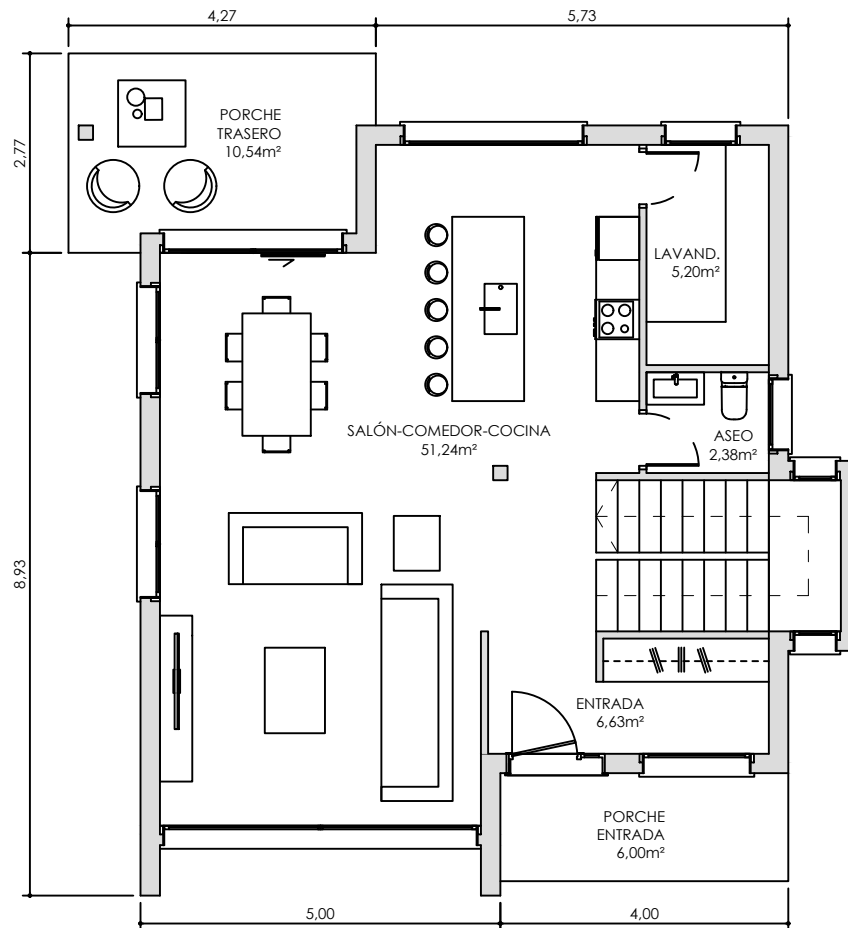 4,27
5,73
PORCHE
TRASERO
10,54m²
2,77
LAVAND.
5,20m²
SALÓN-COMEDOR-COCINA
51,24m²
ASEO
2,38m²
8,93
ENTRADA
6,63m²
PORCHE
ENTRADA
6,00m²
5,00
4,00